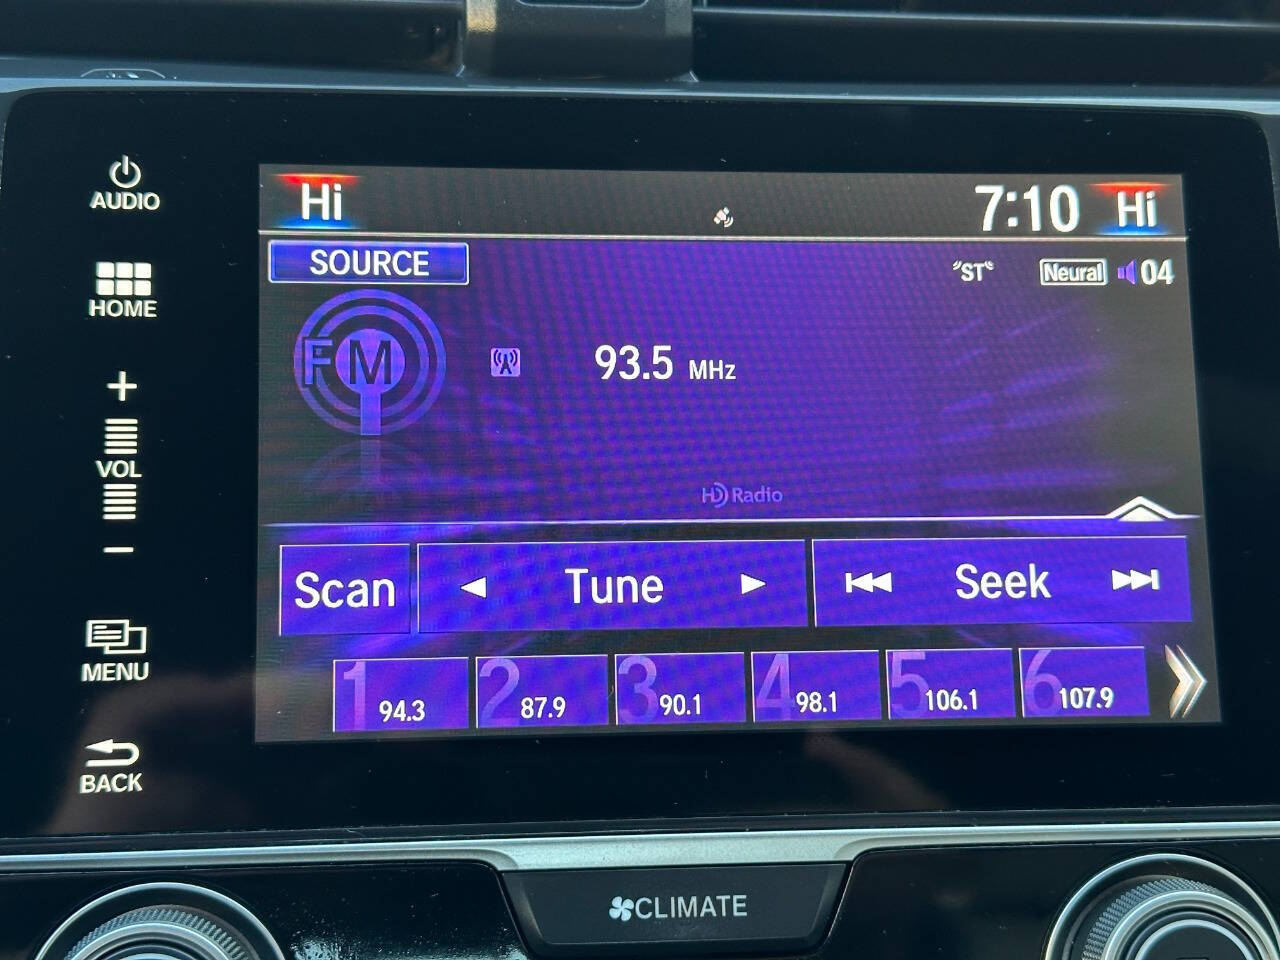 AUDIO
HOME
+
VOL
−
MENU
BACK
Hi
7:10 Hi
SOURCE
"ST" Neural 04
FM
93.5 MHz
HD Radio
Scan Tune Seek
1 94.3
2 87.9
3 90.1
4 98.1
5 106.1
6 107.9
CLIMATE